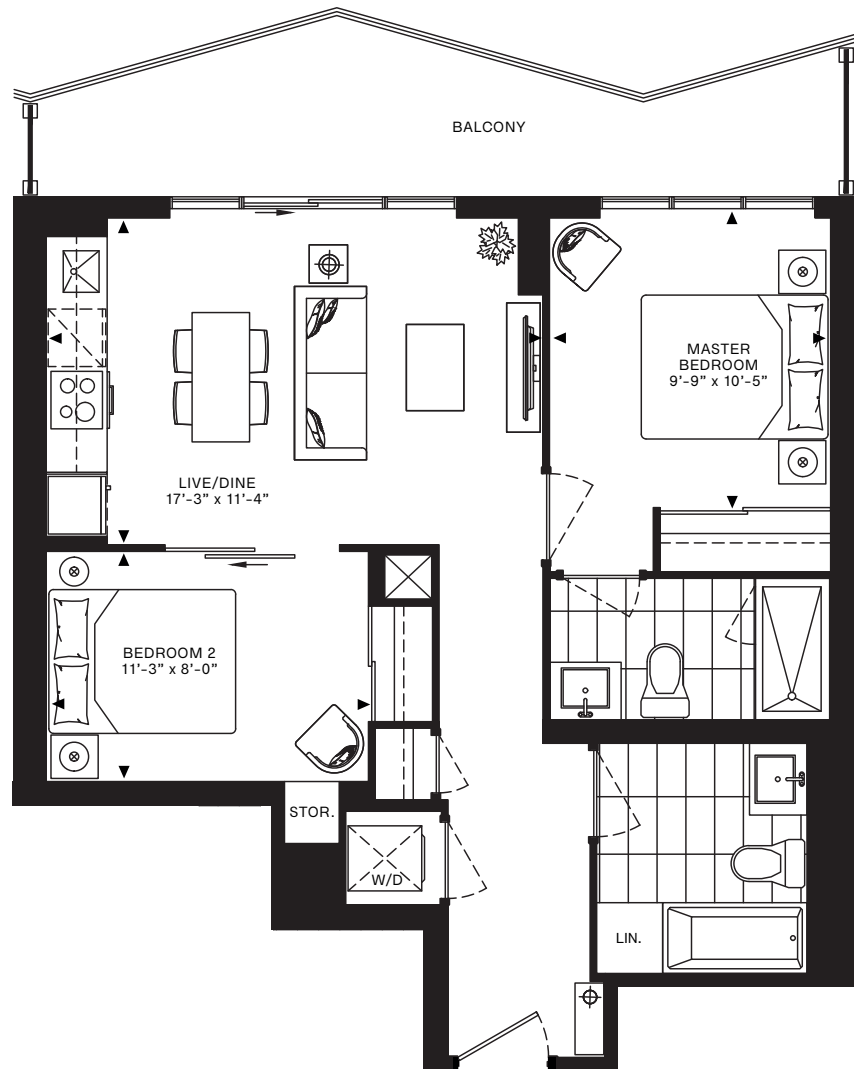 BALCONY
MASTER
BEDROOM
9’-9” x 10’-5”
LIVE/DINE
17’-3” x 11’-4”
BEDROOM 2
11’-3” x 8’-0”
STOR.
W/D
LIN.